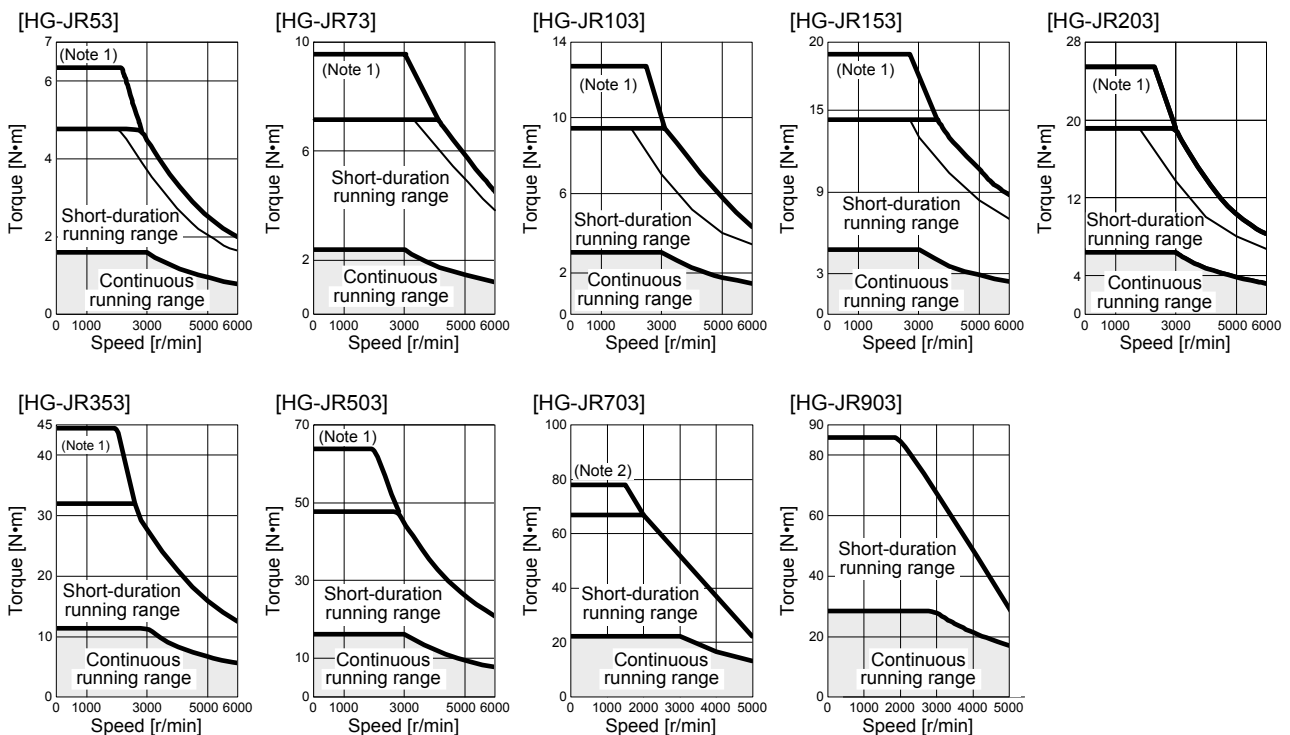 [HG-JR53]
7
6
4
2
0
(Note 1)
Short-duration
running range
Continuous
running range
Torque [N•m]
0 1000 3000 5000 6000
Speed [r/min]
[HG-JR73]
10
6
2
0
(Note 1)
Short-duration
running range
Continuous
running range
Torque [N•m]
0 1000 3000 5000 6000
Speed [r/min]
[HG-JR103]
14
10
6
2
0
(Note 1)
Short-duration
running range
Continuous
running range
Torque [N•m]
0 1000 3000 5000 6000
Speed [r/min]
[HG-JR153]
20
15
9
3
0
(Note 1)
Short-duration
running range
Continuous
running range
Torque [N•m]
0 1000 3000 5000 6000
Speed [r/min]
[HG-JR203]
28
20
12
4
0
(Note 1)
Short-duration
running range
Continuous
running range
Torque [N•m]
0 1000 3000 5000 6000
Speed [r/min]
[HG-JR353]
45
40
30
20
10
0
(Note 1)
Short-duration
running range
Continuous
running range
Torque [N•m]
0 1000 3000 5000 6000
Speed [r/min]
[HG-JR503]
70
50
30
10
0
(Note 1)
Short-duration
running range
Continuous
running range
Torque [N•m]
0 1000 3000 5000 6000
Speed [r/min]
[HG-JR703]
100
80
60
40
20
0
(Note 2)
Short-duration
running range
Continuous
running range
Torque [N•m]
0 1000 2000 3000 4000 5000
Speed [r/min]
[HG-JR903]
90
80
60
40
20
0
Short-duration
running range
Continuous
running range
Torque [N•m]
0 1000 2000 3000 4000 5000
Speed [r/min]